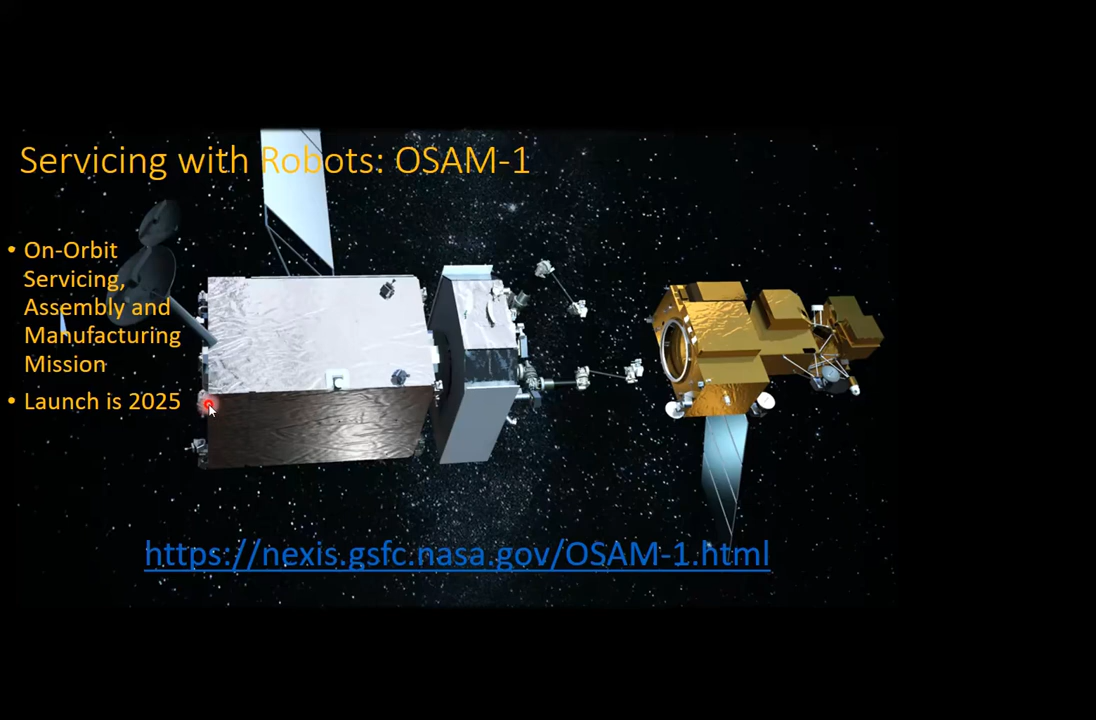 Servicing with Robots: OSAM-1
• On-Orbit
Servicing,
Assembly and
Manufacturing
Mission
• Launch is 2025
https://nexis.gsfc.nasa.gov/OSAM-1.html